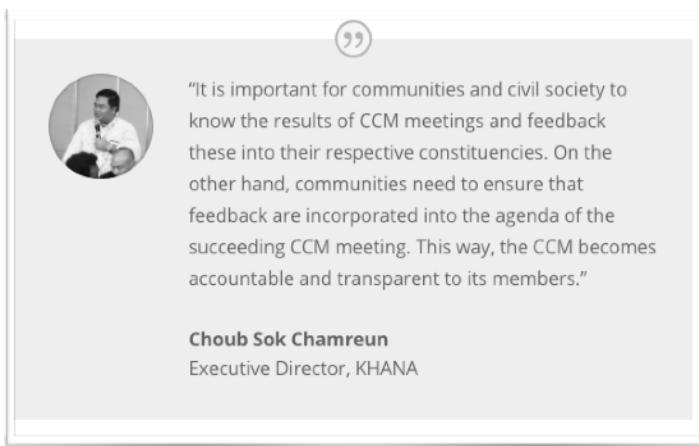 “It is important for communities and civil society to
know the results of CCM meetings and feedback
these into their respective constituencies. On the
other hand, communities need to ensure that
feedback are incorporated into the agenda of the
succeeding CCM meeting. This way, the CCM becomes
accountable and transparent to its members.”
Choub Sok Chamreun
Executive Director, KHANA